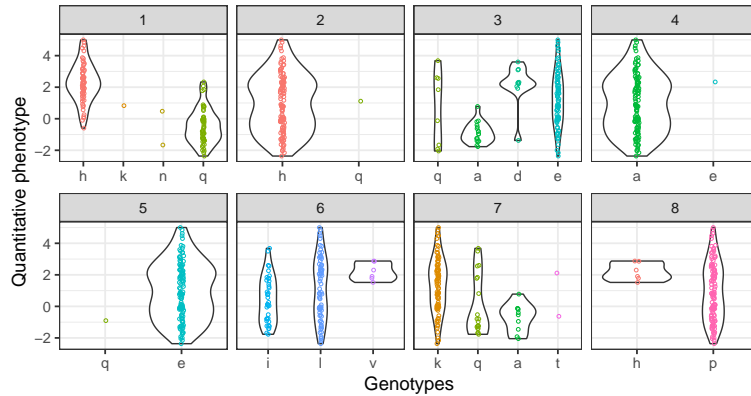 1 2 3 4
4
2
0
−2
h k n q h q q a d e a e
5 6 7 8
4
2
0
−2
q e i l v k q a t h p
Quantitative phenotype
Genotypes